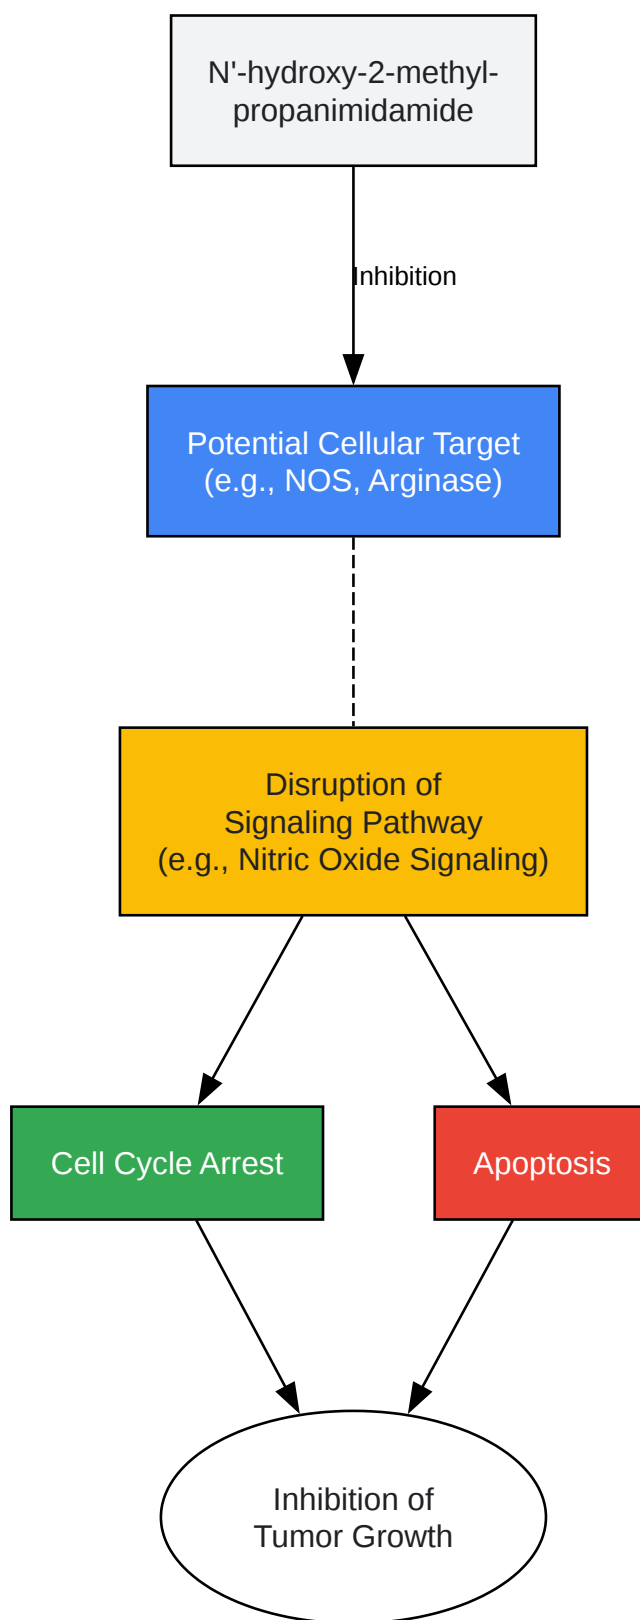 N'-hydroxy-2-methyl-
propanimidamide
Inhibition
Potential Cellular Target
(e.g., NOS, Arginase)
Disruption of
Signaling Pathway
(e.g., Nitric Oxide Signaling)
Cell Cycle Arrest
Apoptosis
Inhibition of
Tumor Growth